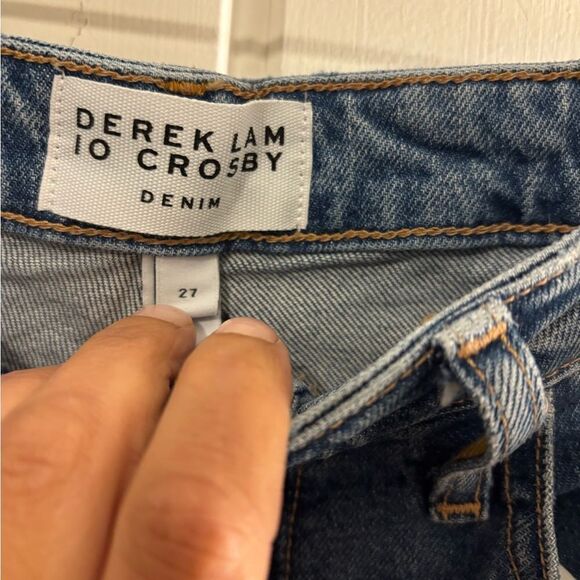 DEREK LAM
10 CROSBY
DENIM
27